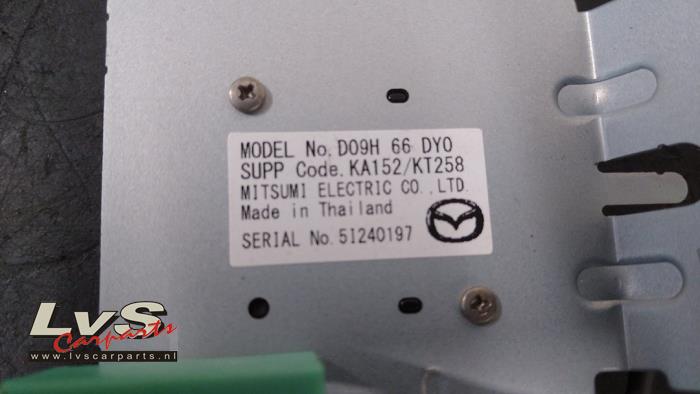 MODEL No. D09H 66 DY0
SUPP Code. KA152/KT258
MITSUMI ELECTRIC CO.,LTD.
Made in Thailand
SERIAL No. 51240197
LvS
Carparts
www.lvscarparts.nl